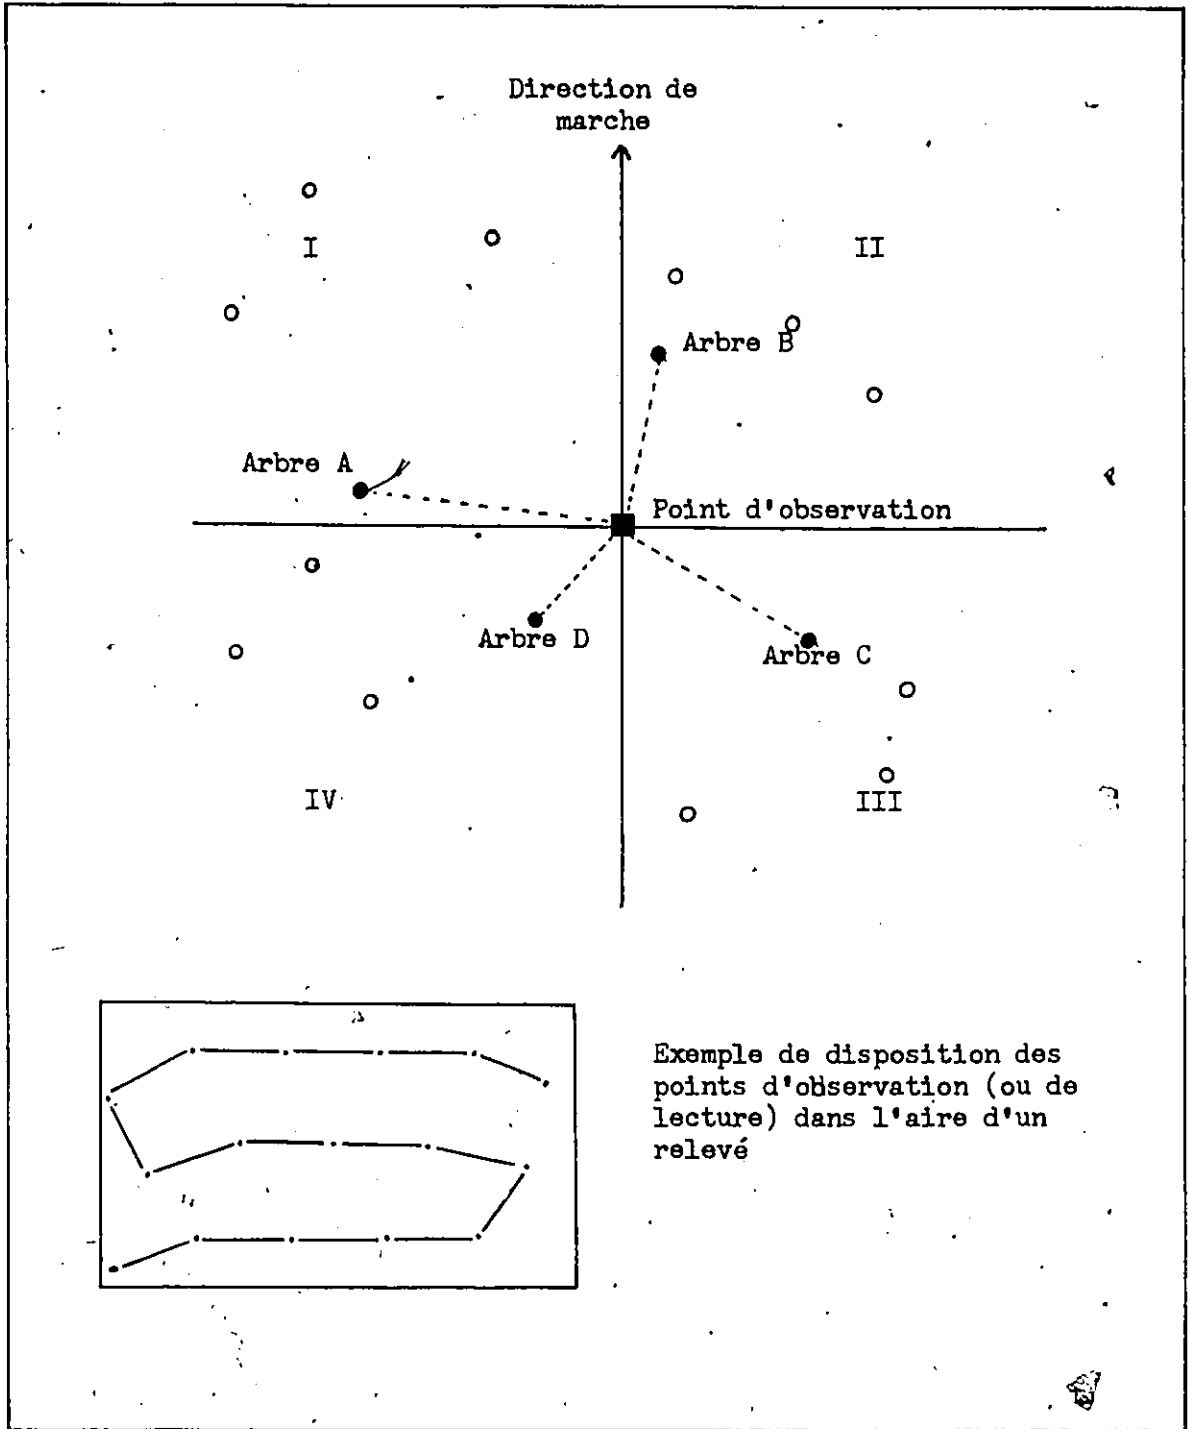 Direction de
marche
I
II
Arbre B
Arbre A
Point d'observation
Arbre D
Arbre C
IV
III
Exemple de disposition des
points d'observation (ou de
lecture) dans l'aire d'un
relevé